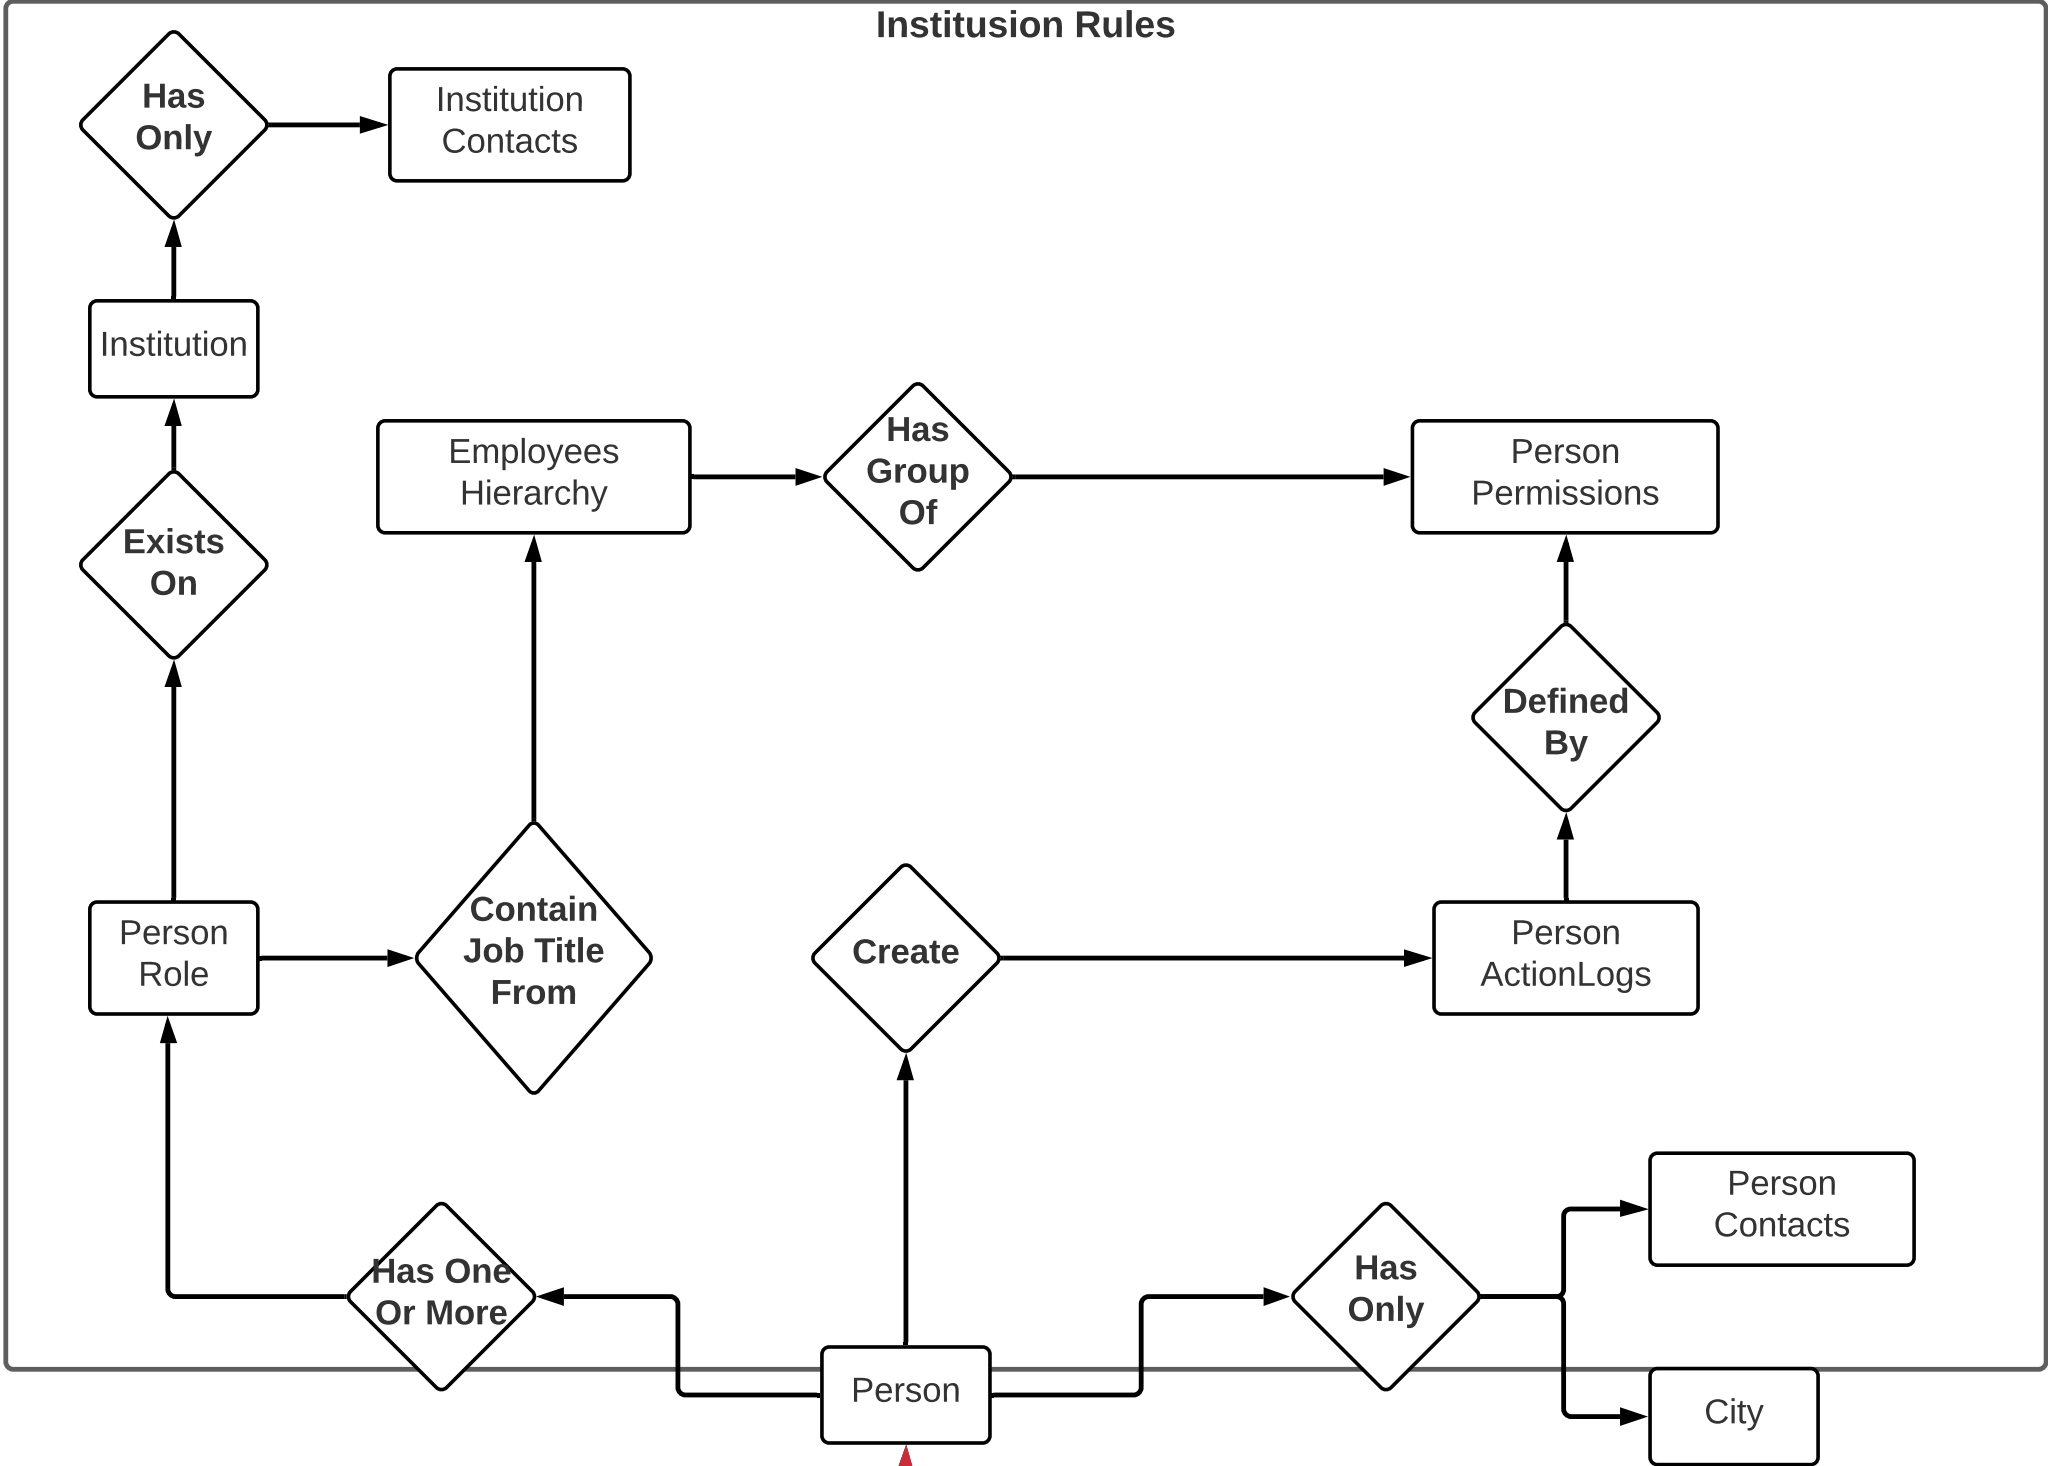 Institusion Rules
Has
Only
Institution
Contacts
Institution
Employees
Hierarchy
Has
Group
Of
Person
Permissions
Exists
On
Defined
By
Person
Role
Contain
Job Title
From
Create
Person
ActionLogs
Has One
Or More
Has
Only
Person
Contacts
Person
City